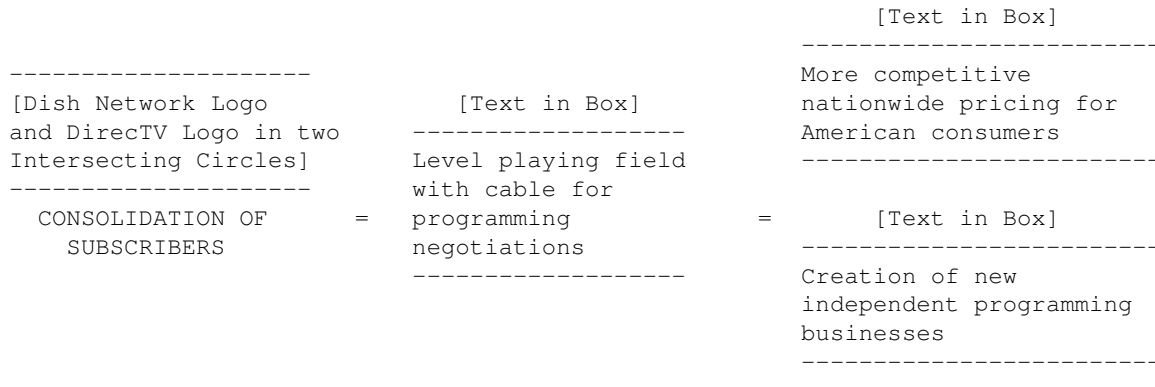 [Text in Box]
-------------------------
More competitive
nationwide pricing for
American consumers
-------------------------
---------------------
[Dish Network Logo
and DirecTV Logo in two
Intersecting Circles]
---------------------
CONSOLIDATION OF
SUBSCRIBERS
=
[Text in Box]
-------------------
Level playing field
with cable for
programming
negotiations
-------------------
=
[Text in Box]
-------------------------
Creation of new
independent programming
businesses
-------------------------